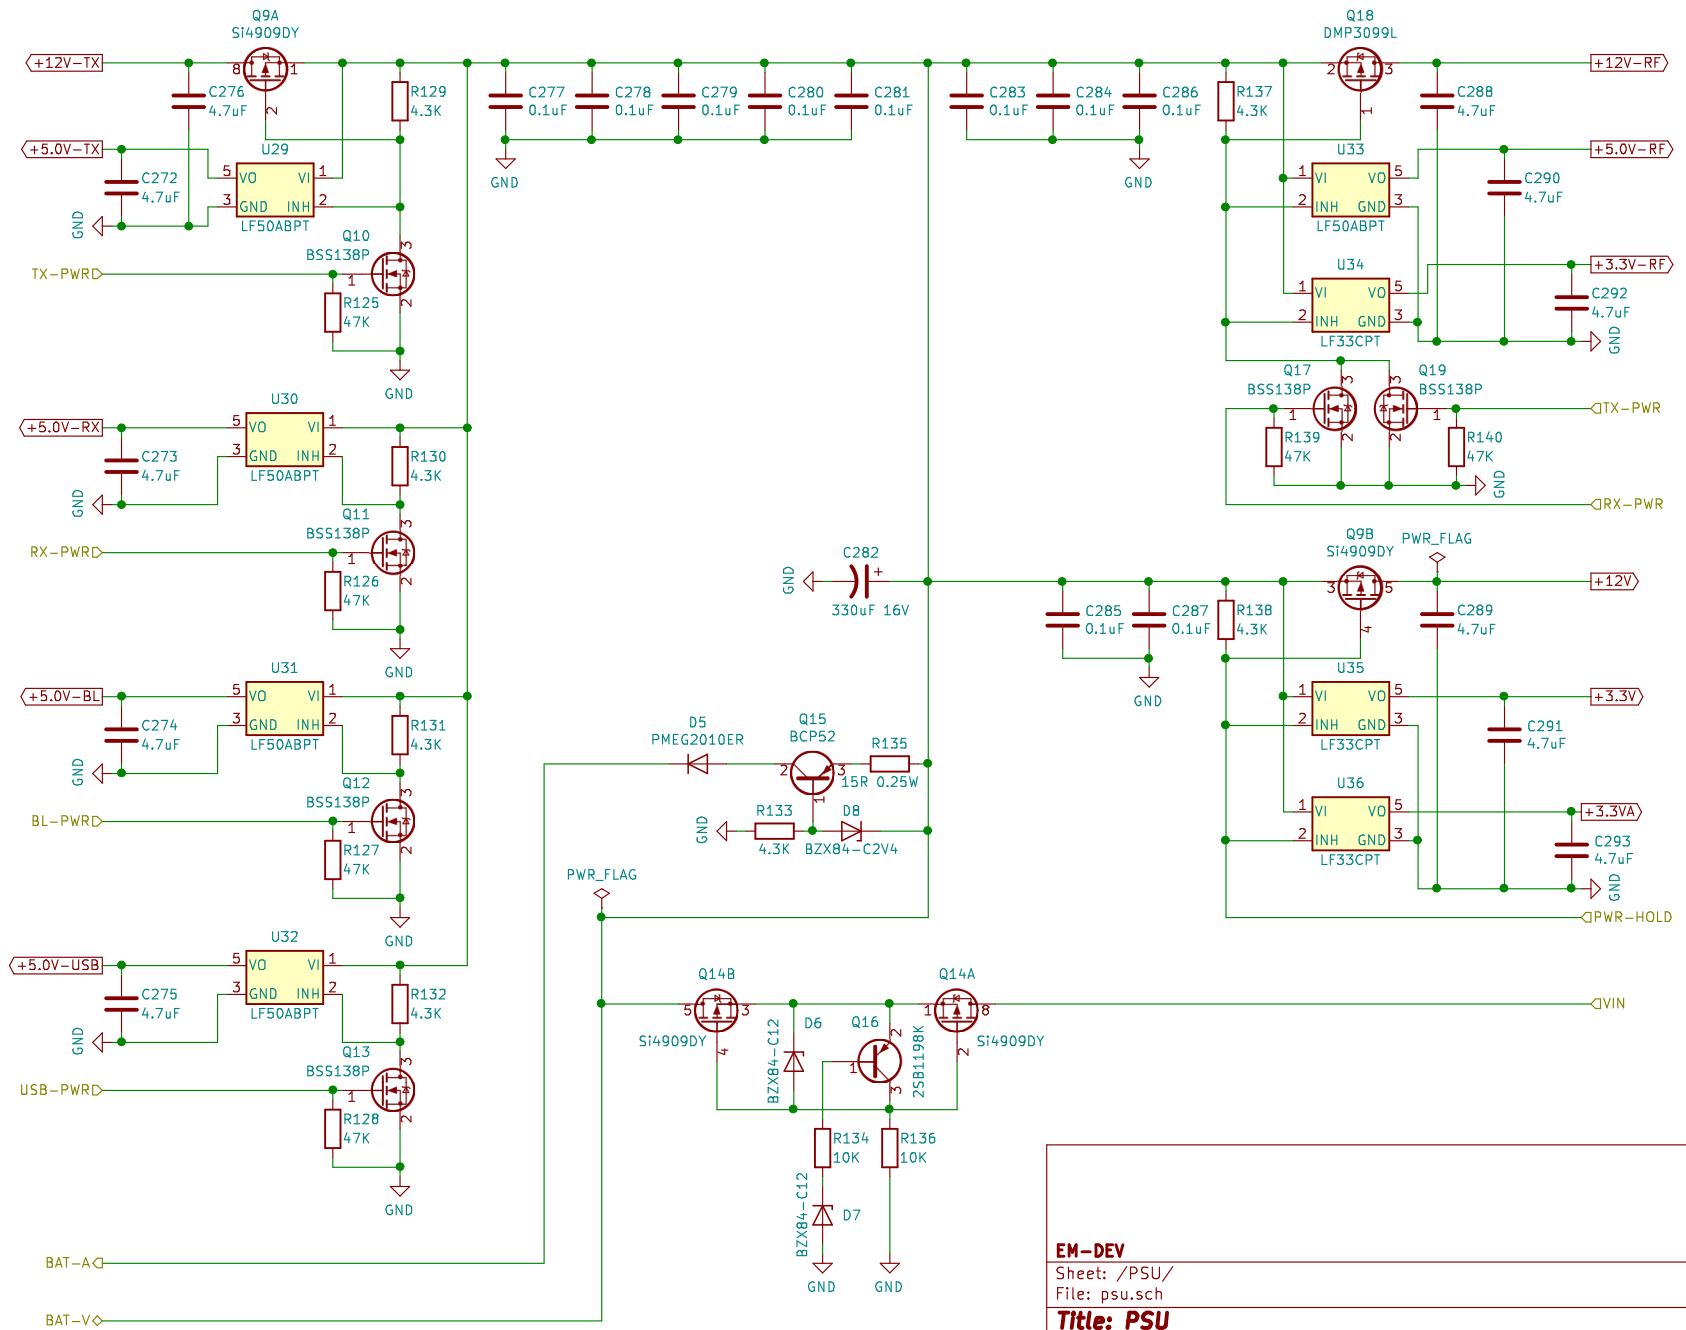 Q9A
Si4909DY
+12V-TX
8
1
2
C276
4.7uF
R129
4.3K
C277
0.1uF
C278
0.1uF
C279
0.1uF
C280
0.1uF
C281
0.1uF
C283
0.1uF
C284
0.1uF
C286
0.1uF
R137
4.3K
Q18
DMP3099L
2
3
1
C288
4.7uF
+12V-RF
+5.0V-TX
C272
4.7uF
GND
U29
5
VO
VI
1
3
GND
INH
2
LF50ABPT
GND
GND
U33
1
VI
VO
5
2
INH
GND
3
LF50ABPT
+5.0V-RF
C290
4.7uF
Q10
BSS138P
TX-PWR
1
3
2
R125
47K
GND
U34
1
VI
VO
5
2
INH
GND
3
LF33CPT
+3.3V-RF
C292
4.7uF
GND
Q17
BSS138P
1
3
2
Q19
BSS138P
1
3
2
TX-PWR
R139
47K
R140
47K
GND
RX-PWR
U30
+5.0V-RX
5
VO
VI
1
3
GND
INH
2
LF50ABPT
C273
4.7uF
GND
R130
4.3K
Q11
BSS138P
RX-PWR
1
3
2
R126
47K
GND
C282
330uF 16V
+
GND
C285
0.1uF
C287
0.1uF
GND
R138
4.3K
Q9B
Si4909DY
3
5
4
PWR_FLAG
+12V
C289
4.7uF
U31
+5.0V-BL
5
VO
VI
1
3
GND
INH
2
LF50ABPT
C274
4.7uF
GND
R131
4.3K
Q12
BSS138P
BL-PWR
1
3
2
R127
47K
GND
D5
PMEG2010ER
Q15
BCP52
2
3
1
R135
15R 0.25W
GND
R133
4.3K
D8
BZX84-C2V4
U35
1
VI
VO
5
2
INH
GND
3
LF33CPT
+3.3V
C291
4.7uF
U36
1
VI
VO
5
2
INH
GND
3
LF33CPT
+3.3VA
C293
4.7uF
GND
PWR-HOLD
PWR_FLAG
U32
+5.0V-USB
5
VO
VI
1
3
GND
INH
2
LF50ABPT
C275
4.7uF
GND
R132
4.3K
Q13
BSS138P
USB-PWR
1
3
2
R128
47K
GND
Q14B
5
3
4
Si4909DY
D6
BZX84-C12
Q16
2SB1198K
1
2
3
Q14A
1
8
2
Si4909DY
VIN
R134
10K
R136
10K
D7
BZX84-C12
GND
GND
BAT-A
BAT-V
EM-DEV
Sheet: /PSU/
File: psu.sch
Title: PSU